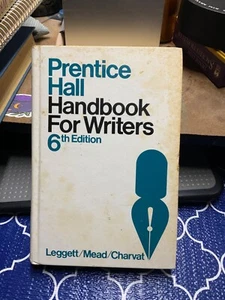 Prentice
Hall
Handbook
For Writers
6th Edition
Leggett/Mead/Charvat